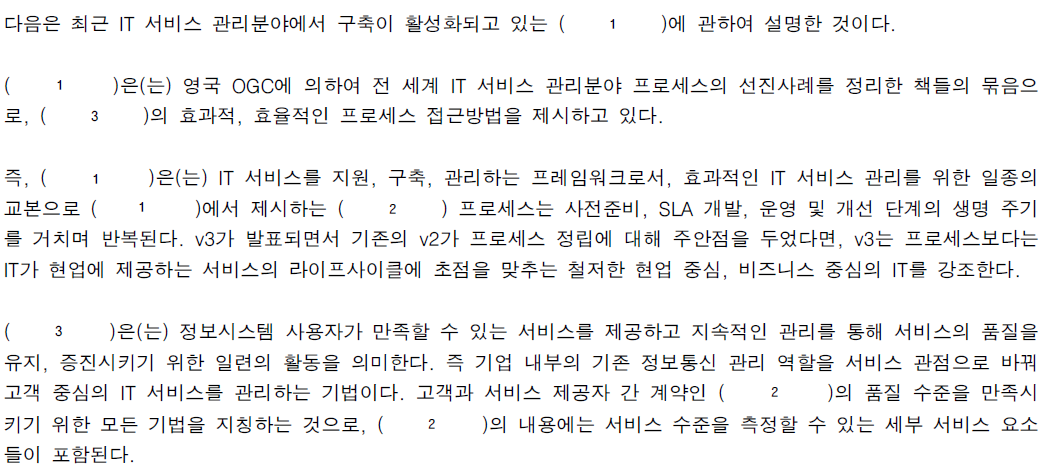 다음은 최근 IT 서비스 관리분야에서 구축이 활성화되고 있는 ( 1 )에 관하여 설명한 것이다.
( 1 )은(는) 영국 OGC에 의하여 전 세계 IT 서비스 관리분야 프로세스의 선진사례를 정리한 책들의 묶음으
로, ( 3 )의 효과적, 효율적인 프로세스 접근방법을 제시하고 있다.
즉, ( 1 )은(는) IT 서비스를 지원, 구축, 관리하는 프레임워크로서, 효과적인 IT 서비스 관리를 위한 일종의
교본으로 ( 1 )에서 제시하는 ( 2 ) 프로세스는 사전준비, SLA 개발, 운영 및 개선 단계의 생명 주기
를 거치며 반복된다. v3가 발표되면서 기존의 v2가 프로세스 정립에 대해 주안점을 두었다면, v3는 프로세스보다는
IT가 현업에 제공하는 서비스의 라이프사이클에 초점을 맞추는 철저한 현업 중심, 비즈니스 중심의 IT를 강조한다.
( 3 )은(는) 정보시스템 사용자가 만족할 수 있는 서비스를 제공하고 지속적인 관리를 통해 서비스의 품질을
유지, 증진시키기 위한 일련의 활동을 의미한다. 즉 기업 내부의 기존 정보통신 관리 역할을 서비스 관점으로 바꿔
고객 중심의 IT 서비스를 관리하는 기법이다. 고객과 서비스 제공자 간 계약인 ( 2 )의 품질 수준을 만족시
키기 위한 모든 기법을 지칭하는 것으로, ( 2 )의 내용에는 서비스 수준을 측정할 수 있는 세부 서비스 요소
들이 포함된다.